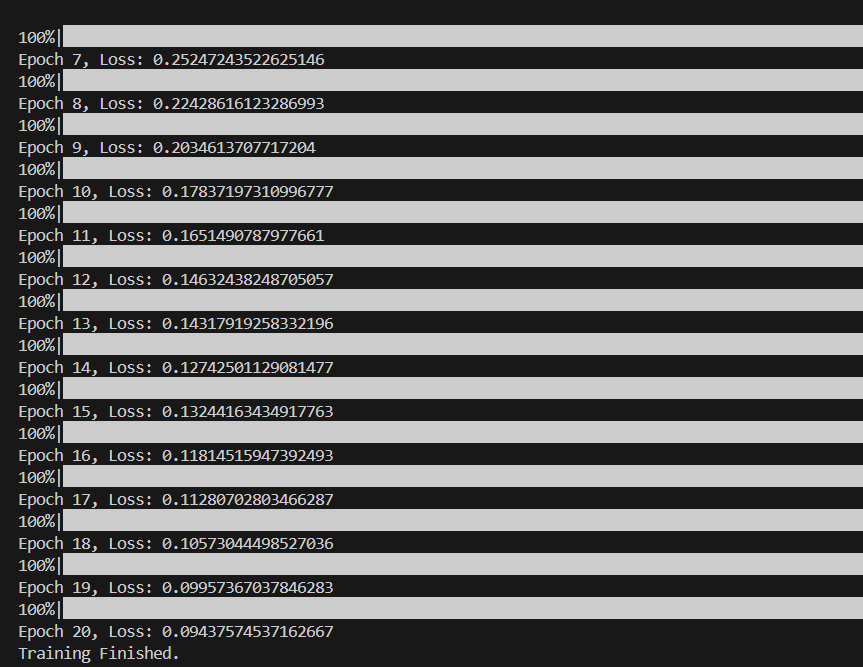 100%|
Epoch 7, Loss: 0.25247243522625146
100%|
Epoch 8, Loss: 0.22428616123286993
100%|
Epoch 9, Loss: 0.2034613707717204
100%|
Epoch 10, Loss: 0.17837197310996777
100%|
Epoch 11, Loss: 0.1651490787977661
100%|
Epoch 12, Loss: 0.14632438248705057
100%|
Epoch 13, Loss: 0.14317919258332196
100%|
Epoch 14, Loss: 0.12742501129081477
100%|
Epoch 15, Loss: 0.13244163434917763
100%|
Epoch 16, Loss: 0.11814515947392493
100%|
Epoch 17, Loss: 0.11280702803466287
100%|
Epoch 18, Loss: 0.10573044498527036
100%|
Epoch 19, Loss: 0.09957367037846283
100%|
Epoch 20, Loss: 0.09437574537162667
Training Finished.